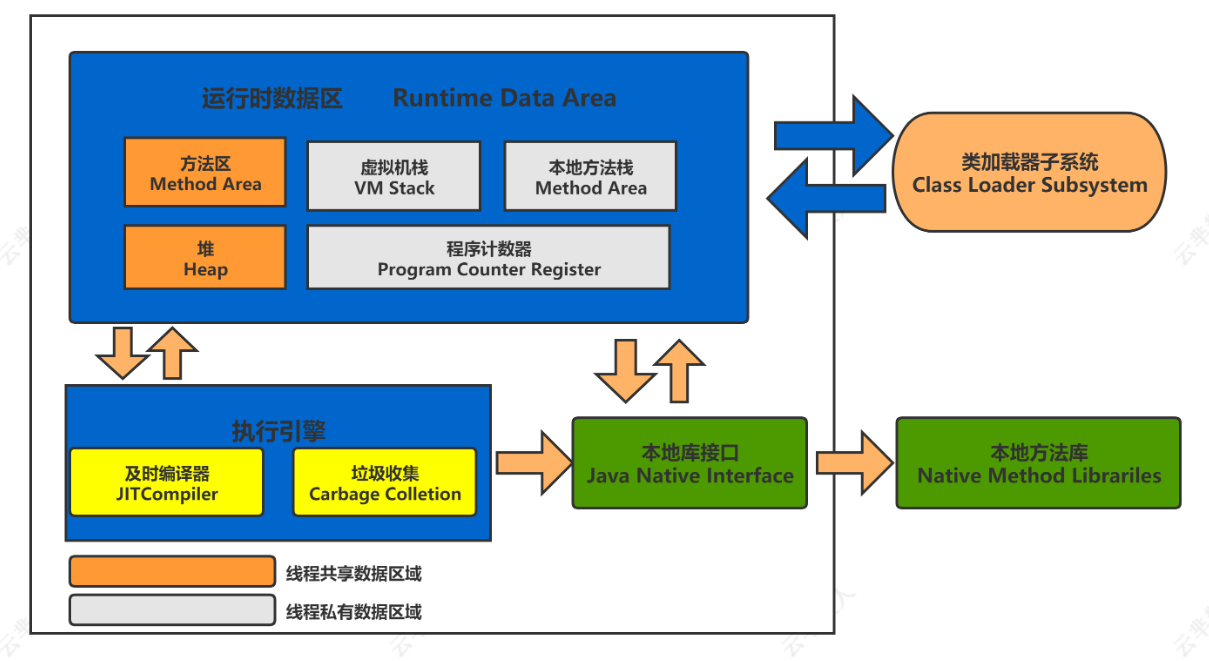 运行时数据区 Runtime Data Area
方法区
Method Area
虚拟机栈
VM Stack
本地方法栈
Method Area
堆
Heap
程序计数器
Program Counter Register
类加载器子系统
Class Loader Subsystem
执行引擎
及时编译器
JITCompiler
垃圾收集
Carbage Colletion
本地库接口
Java Native Interface
本地方法库
Native Method Librariles
线程共享数据区域
线程私有数据区域